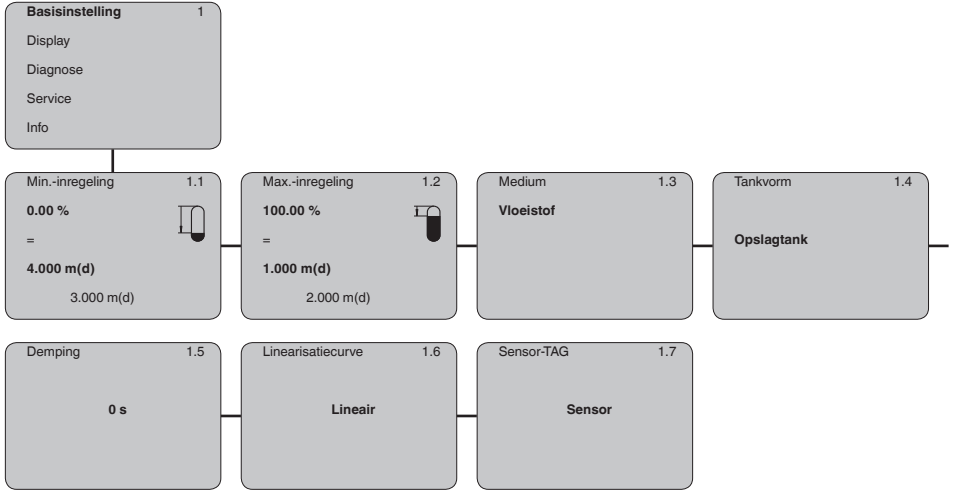 Basisinstelling 1
Display
Diagnose
Service
Info
Min.-inregeling 1.1
0.00 %
=
4.000 m(d)
3.000 m(d)
Max.-inregeling 1.2
100.00 %
=
1.000 m(d)
2.000 m(d)
Medium 1.3
Vloeistof
Tankvorm 1.4
Opslagtank
Demping 1.5
0 s
Linearisatiecurve 1.6
Lineair
Sensor-TAG 1.7
Sensor